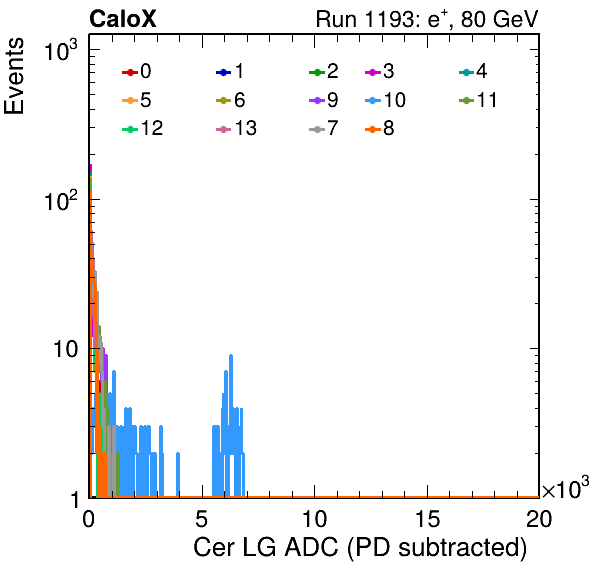 CaloX Run 1193: e⁺, 80 GeV
Events
10³
10²
10
1
0 1 2 3 4
5 6 9 10 11
12 13 7 8
0 5 10 15 20
×10³
Cer LG ADC (PD subtracted)